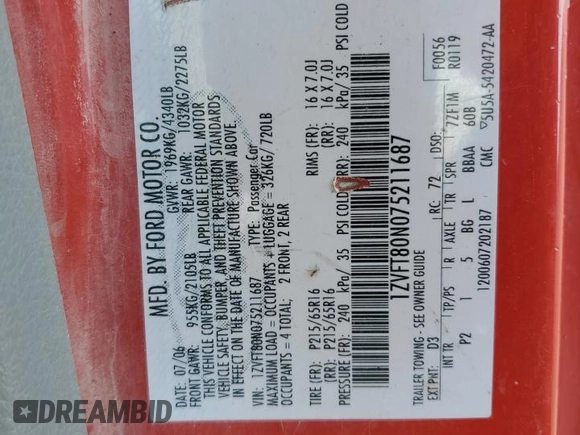 MFD. BY FORD MOTOR CO.
DATE: 07/06 GVWR: 1969KG/4340LB
FRONT GAWR: 955KG/2105LB REAR GAWR: 1032KG/2275LB
THIS VEHICLE CONFORMS TO ALL APPLICABLE FEDERAL MOTOR
VEHICLE SAFETY, BUMPER, AND THEFT PREVENTION STANDARDS
IN EFFECT ON THE DATE OF MANUFACTURE SHOWN ABOVE.
VIN: 1ZVFT80N075211687 TYPE: Passenger Car
MAXIMUM LOAD = OCCUPANTS + LUGGAGE = 326KG/ 720LB
OCCUPANTS = 4 TOTAL; 2 FRONT, 2 REAR
TIRE (FR): P215/65R16 RIMS (FR): 16 X 7.0J
TIRE (RR): P215/65R16 16 X 7.0J
PRESSURE (FR): 240 kPa/ 35 PSI COLD (RR): 240 kPa/ 35 PSI COLD
1ZVFT80N075211687
TRAILER TOWING - SEE OWNER GUIDE F0056
EXT PNT: D3 RC: 72 DSO: R0119
INT TR TP/PS R AXLE TR SPR 7ZF1M
P2 1 5 BG L BBAA 60B
1200607202187 CMC 5U5A-5420472-AA
DREAMBID